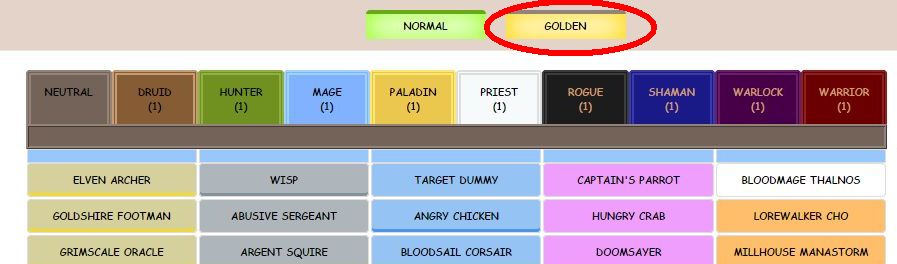 NORMAL GOLDEN
NEUTRAL DRUID HUNTER MAGE PALADIN PRIEST ROGUE SHAMAN WARLOCK WARRIOR
(1) (1) (1) (1) (1) (1) (1) (1) (1)
ELVEN ARCHER WISP TARGET DUMMY CAPTAIN'S PARROT BLOODMAGE THALNOS
GOLDSHIRE FOOTMAN ABUSIVE SERGEANT ANGRY CHICKEN HUNGRY CRAB LOREWALKER CHO
GRIMSCALE ORACLE ARGENT SQUIRE BLOODSAIL CORSAIR DOOMSAYER MILLHOUSE MANASTORM